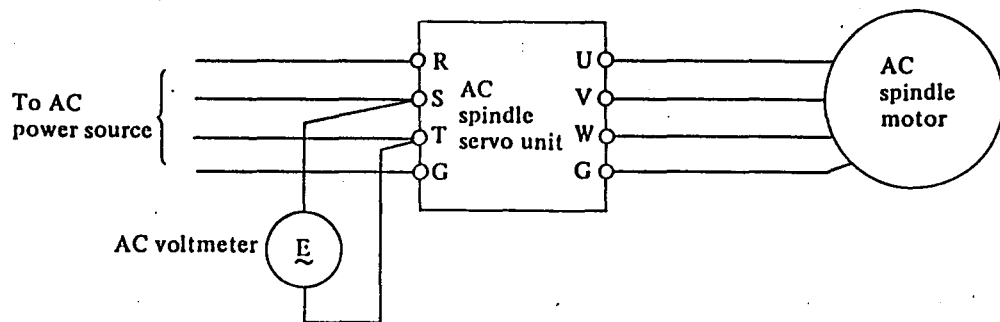 To AC
power source
R
S
T
G
AC
spindle
servo unit
U
V
W
G
AC
spindle
motor
AC voltmeter
E